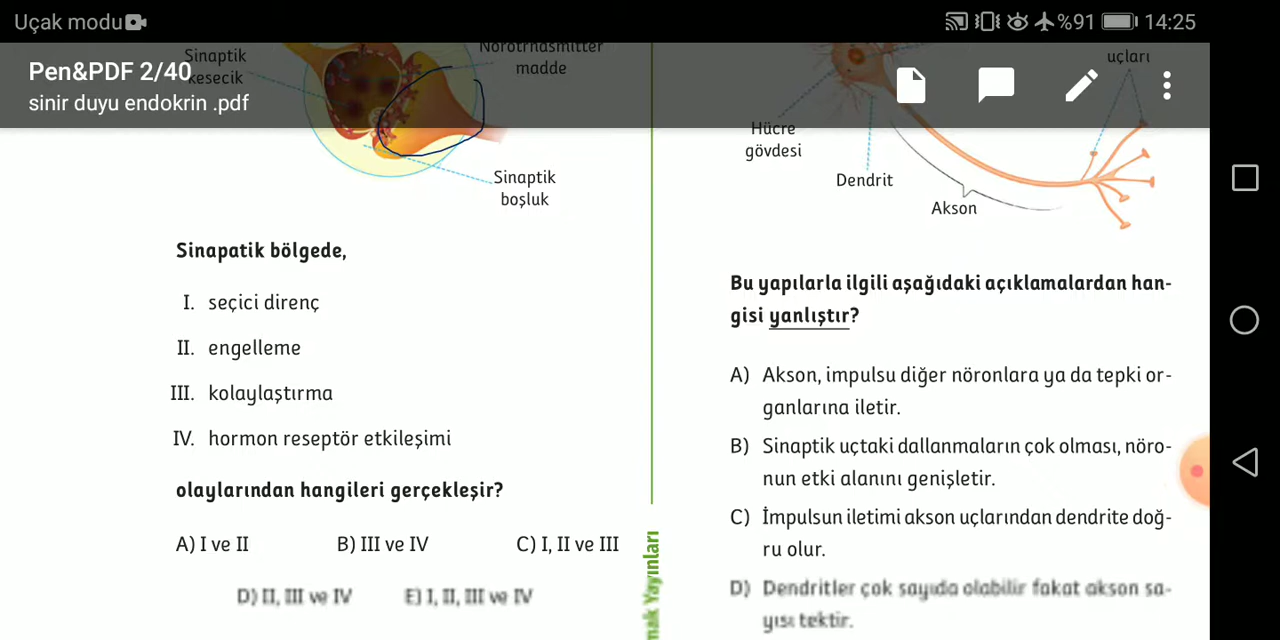 Uçak modu
%91 14:25
Pen&PDF 2/40
sinir duyu endokrin .pdf
Sinaptik
kesecik
Nörotrnasmitter
madde
Sinaptik
boşluk
Sinapatik bölgede,
I. seçici direnç
II. engelleme
III. kolaylaştırma
IV. hormon reseptör etkileşimi
olaylarından hangileri gerçekleşir?
A) I ve II B) III ve IV C) I, II ve III
D) II, III ve IV E) I, II, III ve IV
mak Yayınları
uçları
Hücre
gövdesi
Dendrit
Akson
Bu yapılarla ilgili aşağıdaki açıklamalardan han-
gisi yanlıştır?
A) Akson, impulsu diğer nöronlara ya da tepki or-
ganlarına iletir.
B) Sinaptik uçtaki dallanmaların çok olması, nöro-
nun etki alanını genişletir.
C) İmpulsun iletimi akson uçlarından dendrite doğ-
ru olur.
D) Dendritler çok sayıda olabilir fakat akson sa-
yısı tektir.